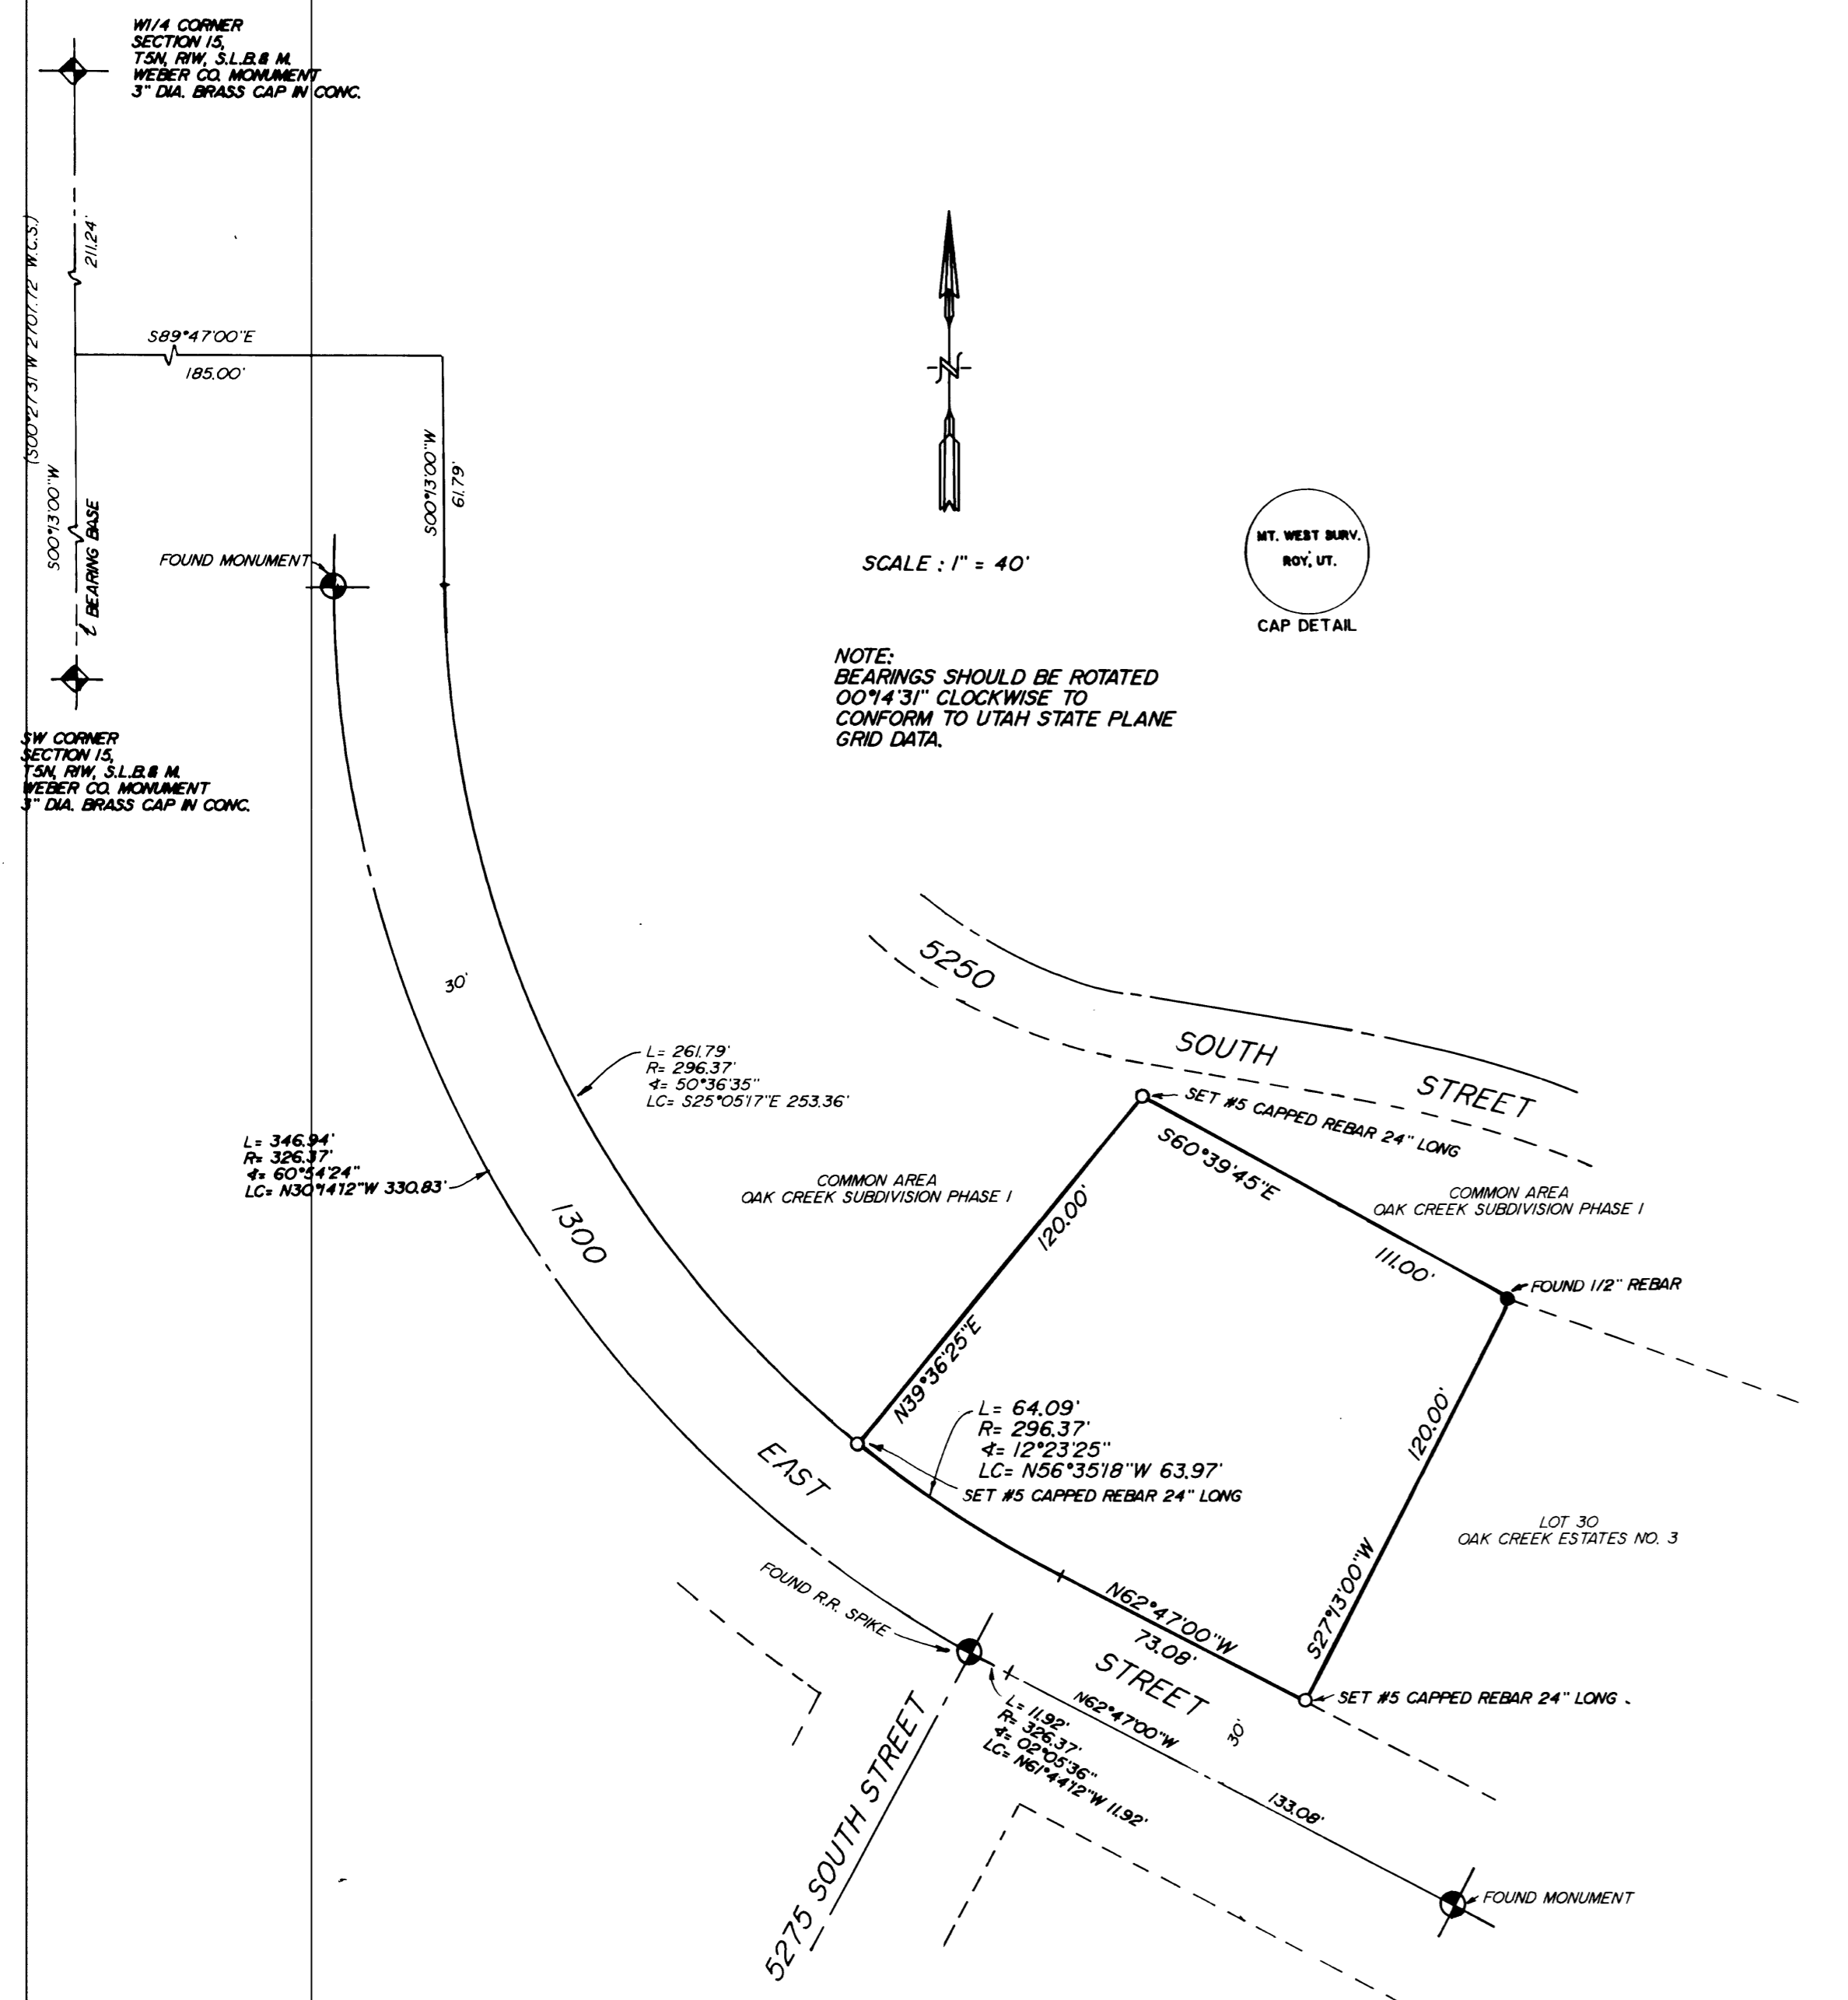 W1/4 CORNER
SECTION 15,
T5N, R1W, S.L.B.& M.
WEBER CO. MONUMENT
3" DIA. BRASS CAP IN CONC.
211.24'
(S00°27'31"W 2707.72' W.C.S.)
S89°47'00"E
185.00'
S00°13'00"W
61.79'
S00°13'00"W
BEARING BASE
FOUND MONUMENT
SW CORNER
SECTION 15,
T5N, R1W, S.L.B.& M.
WEBER CO. MONUMENT
3" DIA. BRASS CAP IN CONC.
N
SCALE : 1" = 40'
MT. WEST SURV.
ROY, UT.
CAP DETAIL
NOTE:
BEARINGS SHOULD BE ROTATED
00°14'31" CLOCKWISE TO
CONFORM TO UTAH STATE PLANE
GRID DATA.
30'
5250
SOUTH
STREET
L= 261.79'
R= 296.37'
∢= 50°36'35"
LC= S25°05'17"E 253.36'
L= 346.94'
R= 326.37'
∢= 60°54'24"
LC= N30°14'12"W 330.83'
SET #5 CAPPED REBAR 24" LONG
S60°39'45"E
111.00'
COMMON AREA
OAK CREEK SUBDIVISION PHASE 1
COMMON AREA
OAK CREEK SUBDIVISION PHASE 1
120.00'
N39°36'25"E
FOUND 1/2" REBAR
1300
EAST
STREET
L= 64.09'
R= 296.37'
∢= 12°23'25"
LC= N56°35'18"W 63.97'
SET #5 CAPPED REBAR 24" LONG
120.00'
S27°13'00"W
LOT 30
OAK CREEK ESTATES NO. 3
FOUND R.R. SPIKE
N62°47'00"W
73.08'
SET #5 CAPPED REBAR 24" LONG
L= 11.92'
R= 326.37'
∢= 02°05'36"
LC= N61°44'12"W 11.92'
N62°47'00"W
30'
133.08'
FOUND MONUMENT
5275 SOUTH STREET